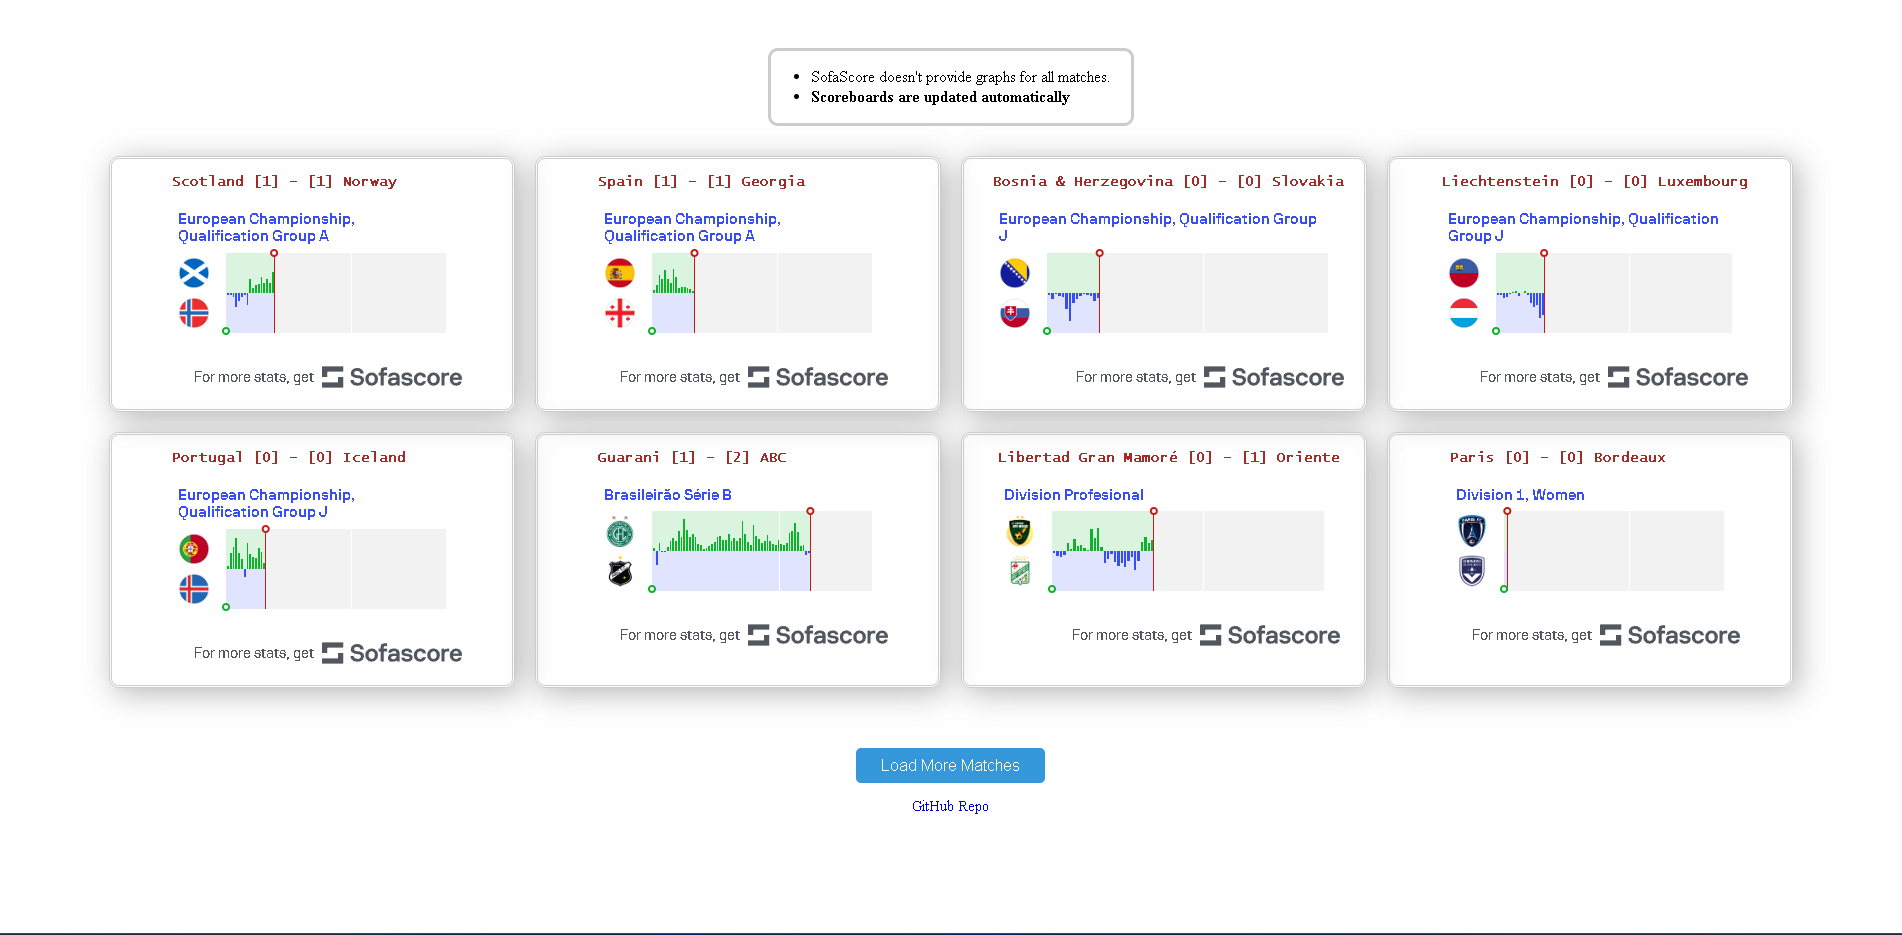 SofaScore doesn't provide graphs for all matches.
Scoreboards are updated automatically
Scotland [1] - [1] Norway
European Championship,
Qualification Group A
For more stats, get Sofascore
Spain [1] - [1] Georgia
European Championship,
Qualification Group A
For more stats, get Sofascore
Bosnia & Herzegovina [0] - [0] Slovakia
European Championship, Qualification Group
J
For more stats, get Sofascore
Liechtenstein [0] - [0] Luxembourg
European Championship, Qualification
Group J
For more stats, get Sofascore
Portugal [0] - [0] Iceland
European Championship,
Qualification Group J
For more stats, get Sofascore
Guarani [1] - [2] ABC
Brasileirão Série B
For more stats, get Sofascore
Libertad Gran Mamoré [0] - [1] Oriente
Division Profesional
For more stats, get Sofascore
Paris [0] - [0] Bordeaux
Division 1, Women
For more stats, get Sofascore
Load More Matches
GitHub Repo